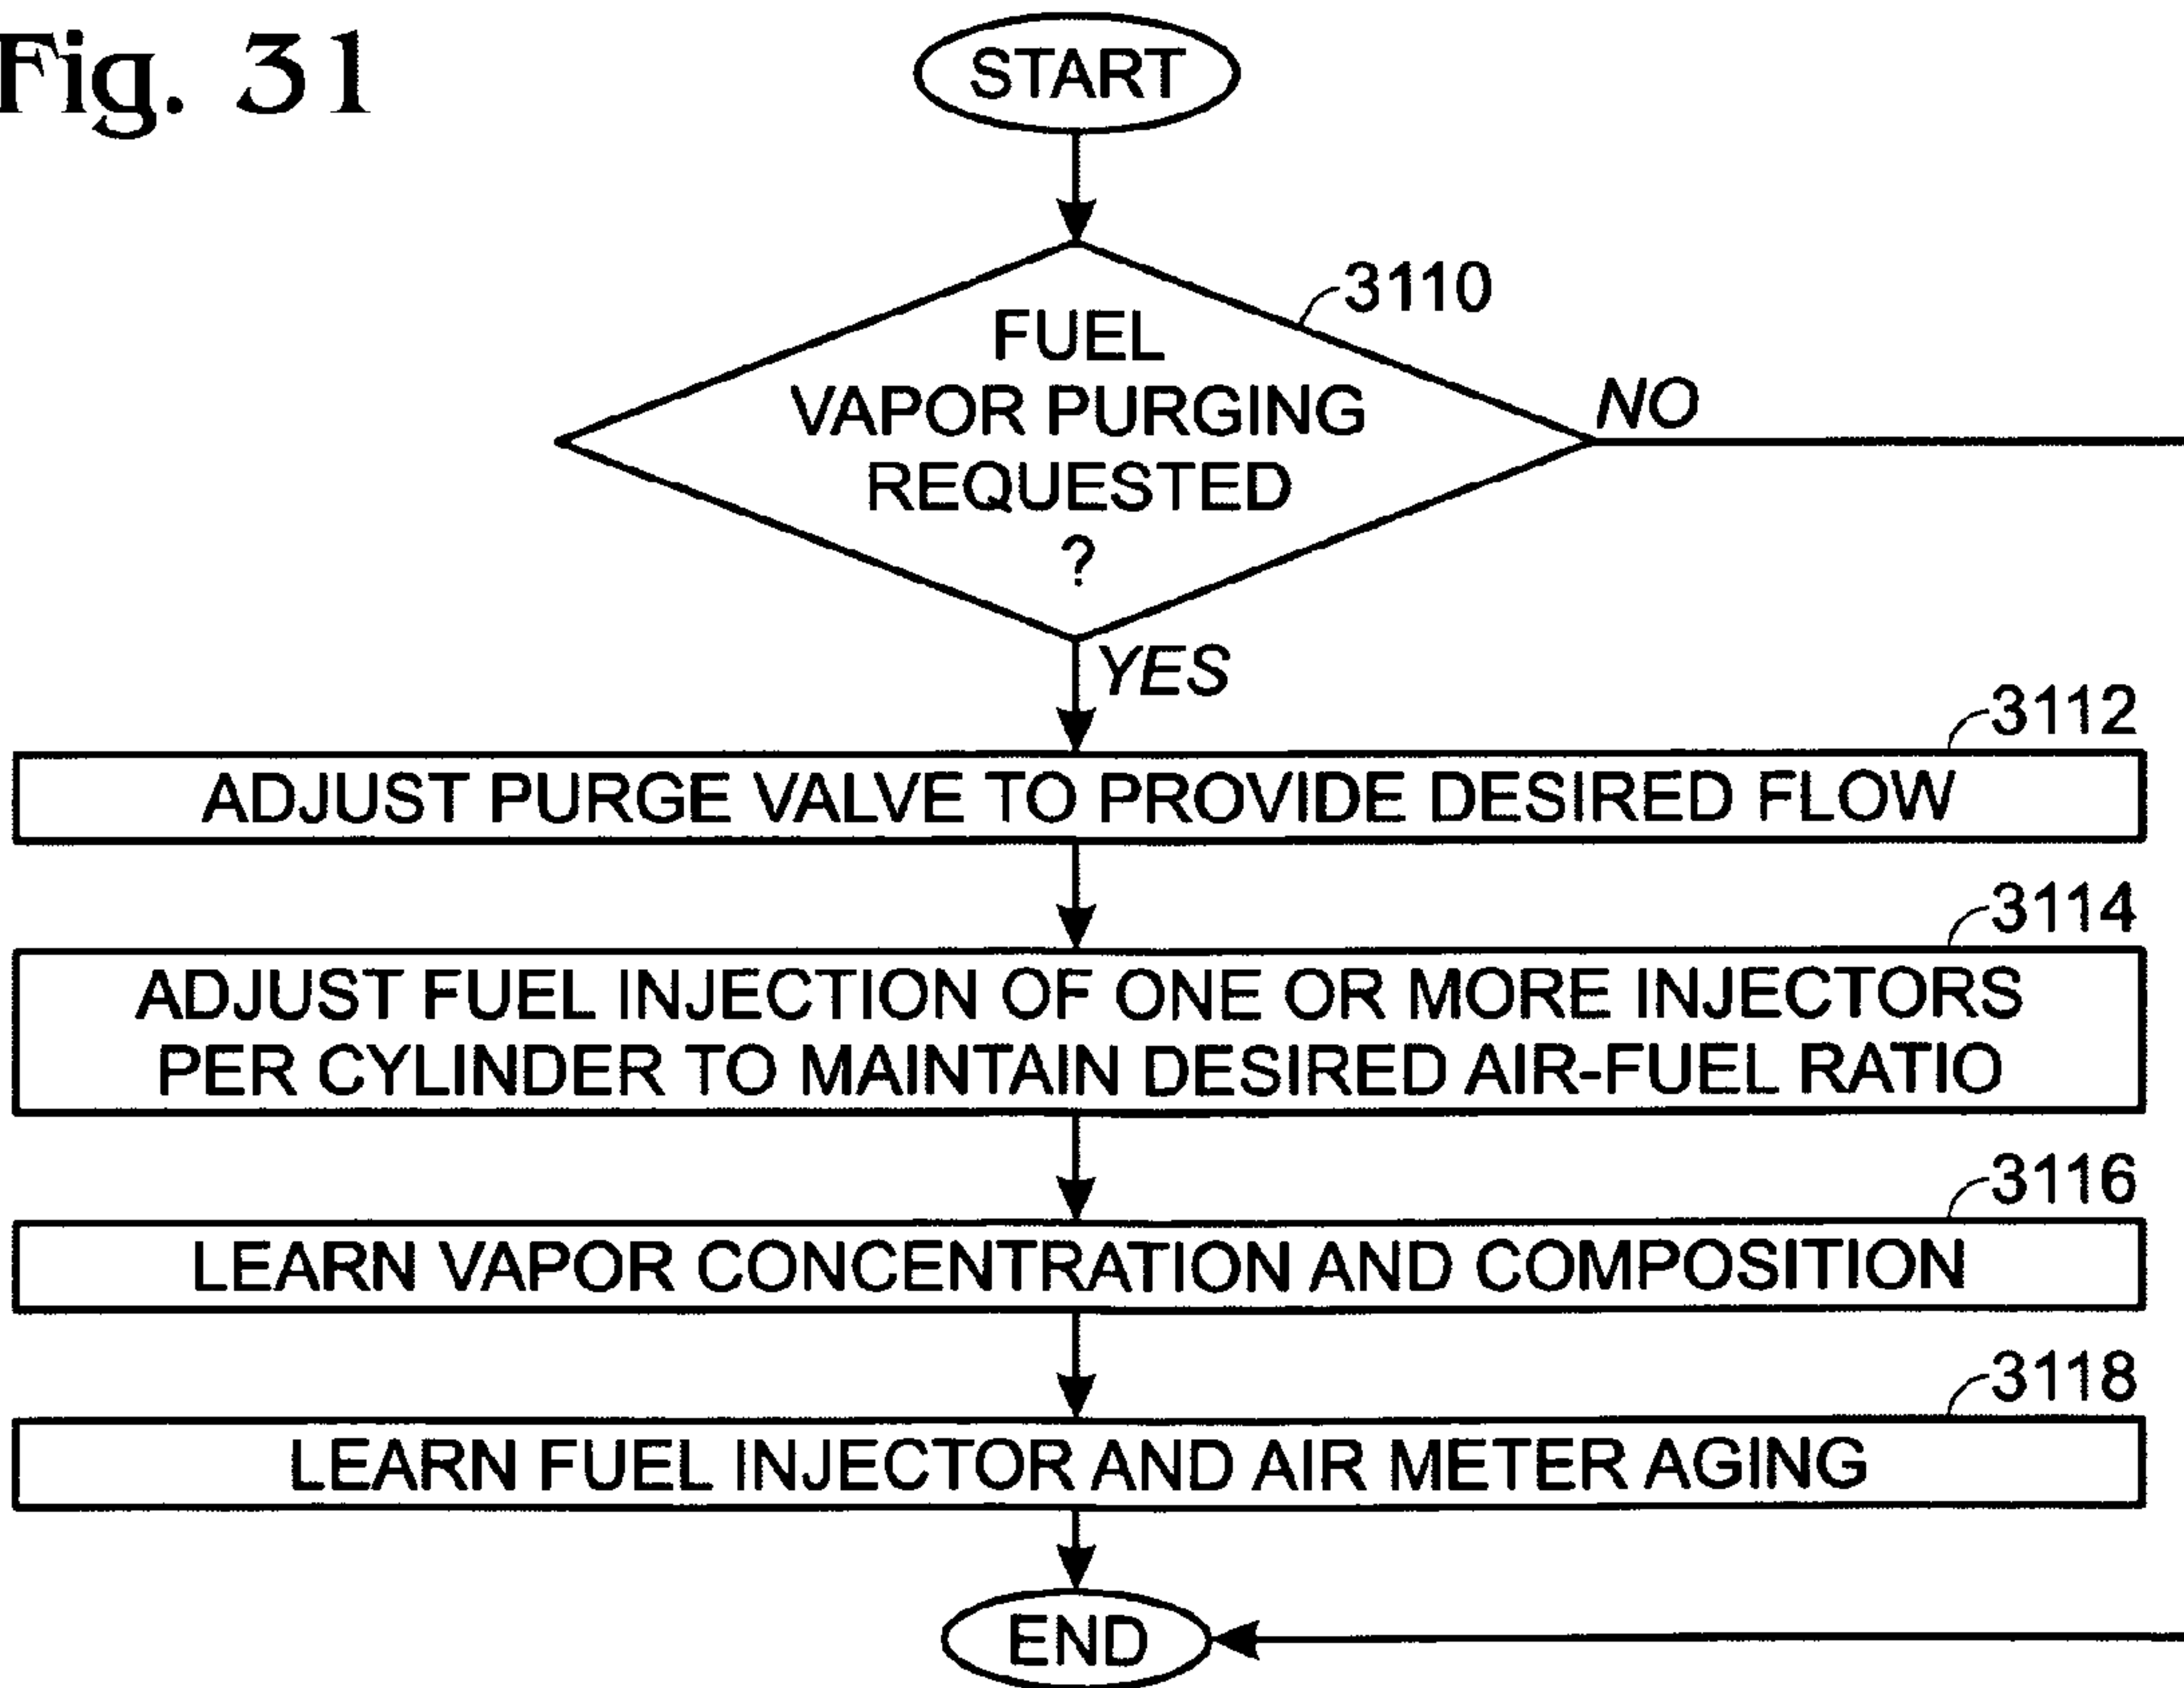 Fig. 31
START
3110
FUEL
VAPOR PURGING
REQUESTED
?
NO
YES
3112
ADJUST PURGE VALVE TO PROVIDE DESIRED FLOW
3114
ADJUST FUEL INJECTION OF ONE OR MORE INJECTORS
PER CYLINDER TO MAINTAIN DESIRED AIR-FUEL RATIO
3116
LEARN VAPOR CONCENTRATION AND COMPOSITION
3118
LEARN FUEL INJECTOR AND AIR METER AGING
END